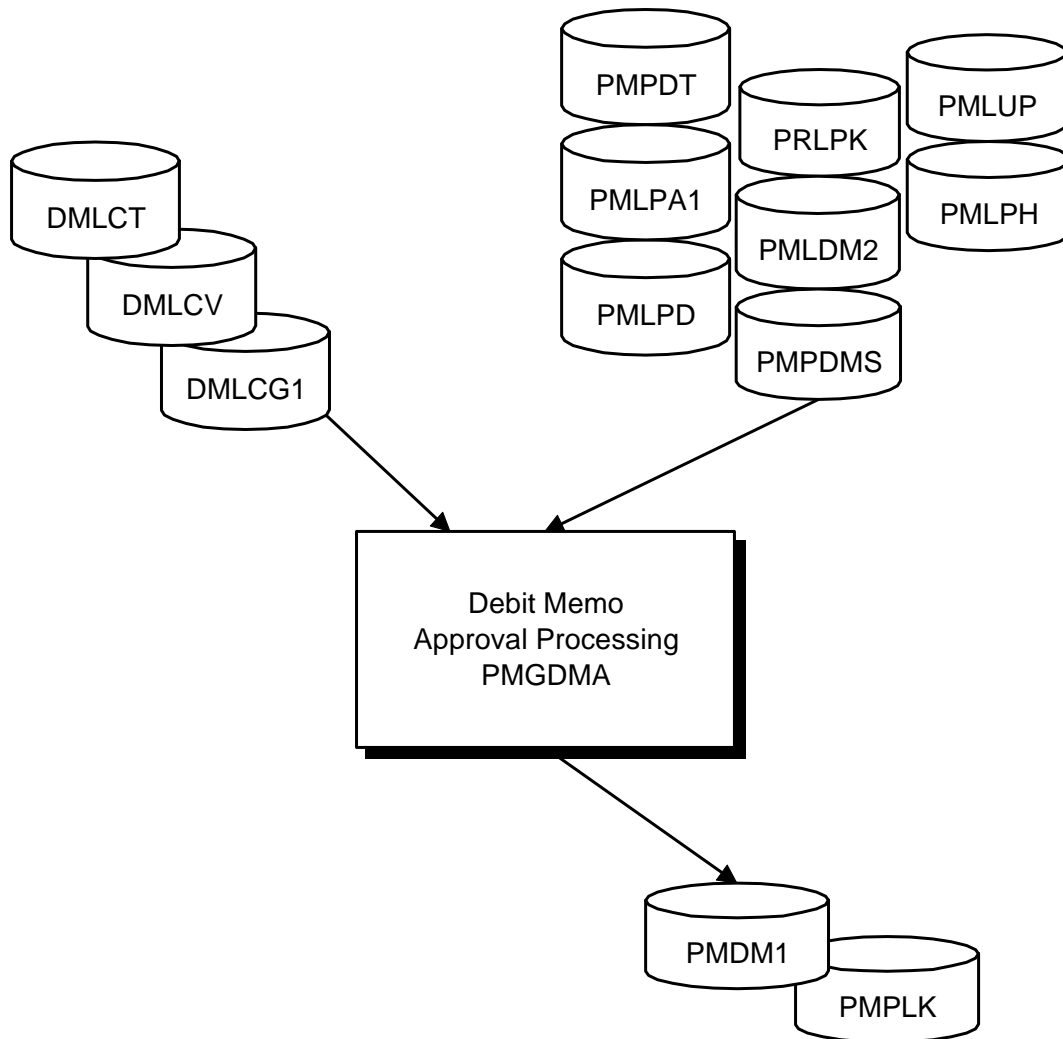 PMPDT
PRLPK
PMLUP
PMLPA1
PMLDM2
PMLPH
PMLPD
PMPDMS
DMLCT
DMLCV
DMLCG1
Debit Memo
Approval Processing
PMGDMA
PMDM1
PMPLK